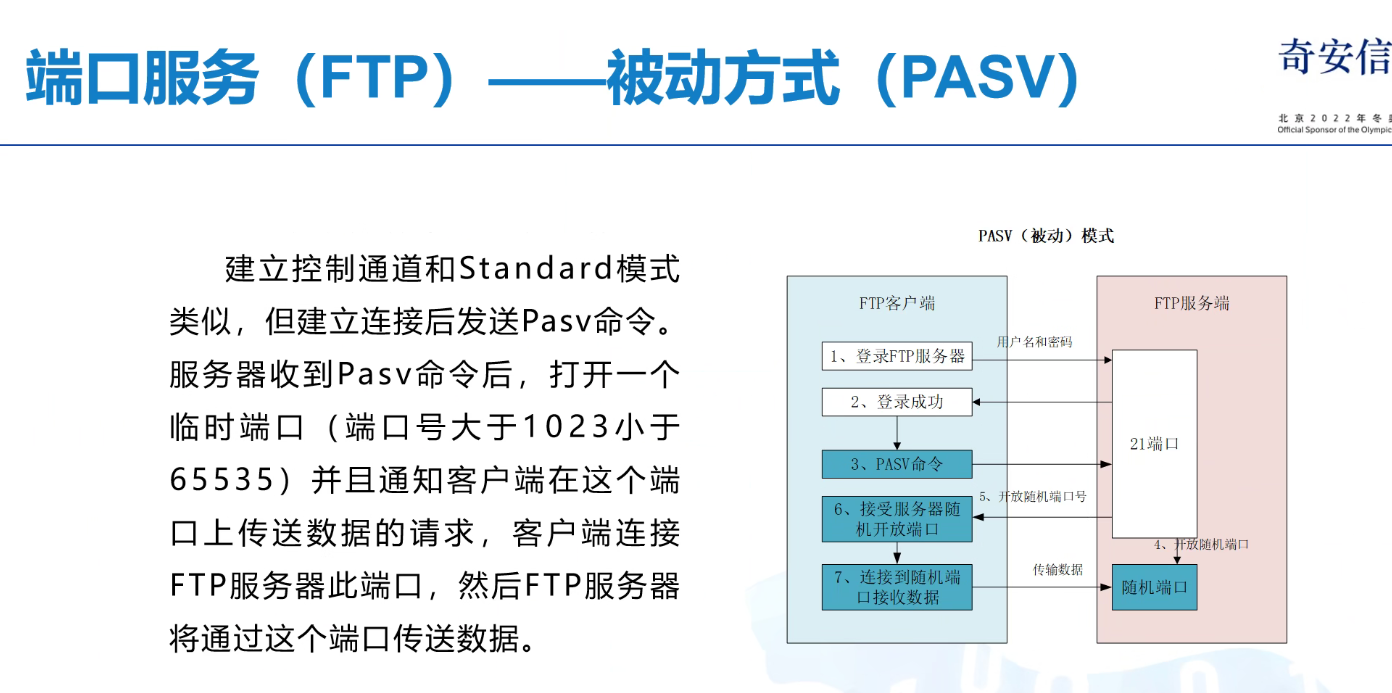 端口服务（FTP）——被动方式（PASV）
奇安信
北京2022年冬
Official Sponsor of the Olympic
建立控制通道和Standard模式
类似，但建立连接后发送Pasv命令。
服务器收到Pasv命令后，打开一个
临时端口（端口号大于1023小于
65535）并且通知客户端在这个端
口上传送数据的请求，客户端连接
FTP服务器此端口，然后FTP服务器
将通过这个端口传送数据。
PASV（被动）模式
FTP客户端
FTP服务端
用户名和密码
1、登录FTP服务器
2、登录成功
21端口
3、PASV命令
5、开放随机端口号
6、接受服务器随
机开放端口
4、开放随机端口
传输数据
7、连接到随机端
口接收数据
随机端口